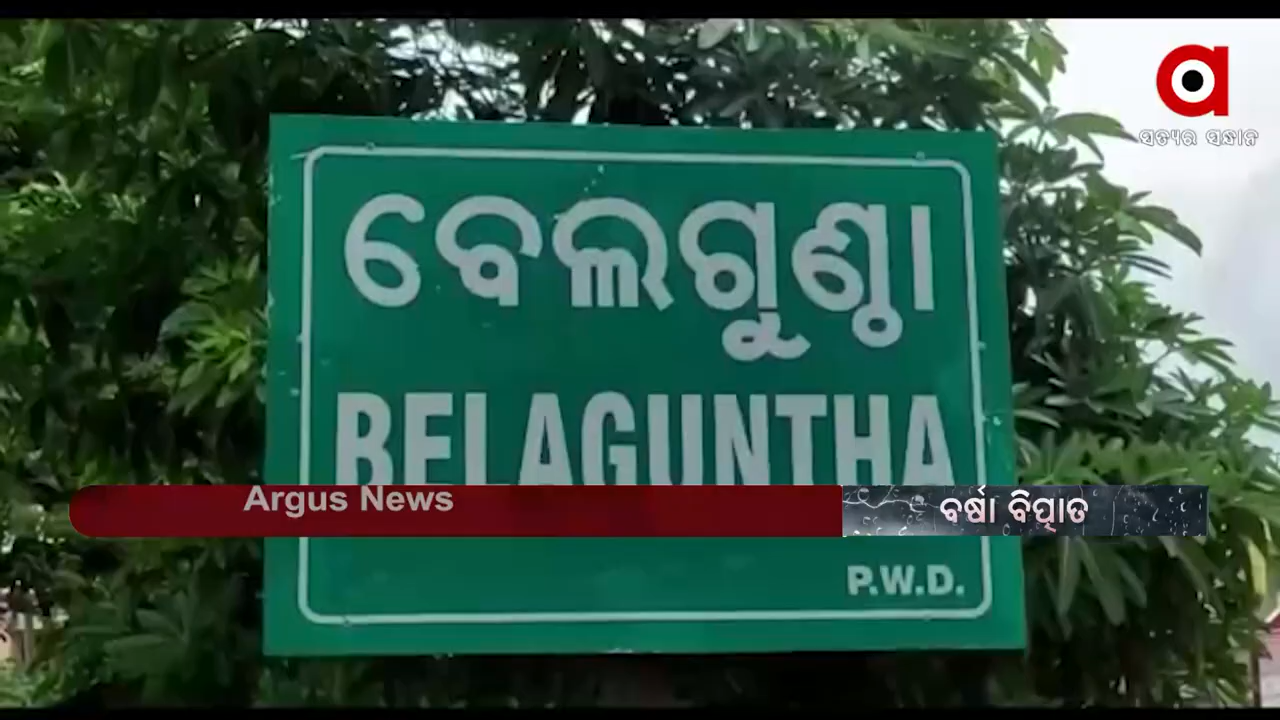 ସତ୍ୟର ସନ୍ଧାନ
ବେଲଗୁଣ୍ଠା
BELAGUNTHA
Argus News
ବର୍ଷା ବିତ୍ପାତ
P.W.D.